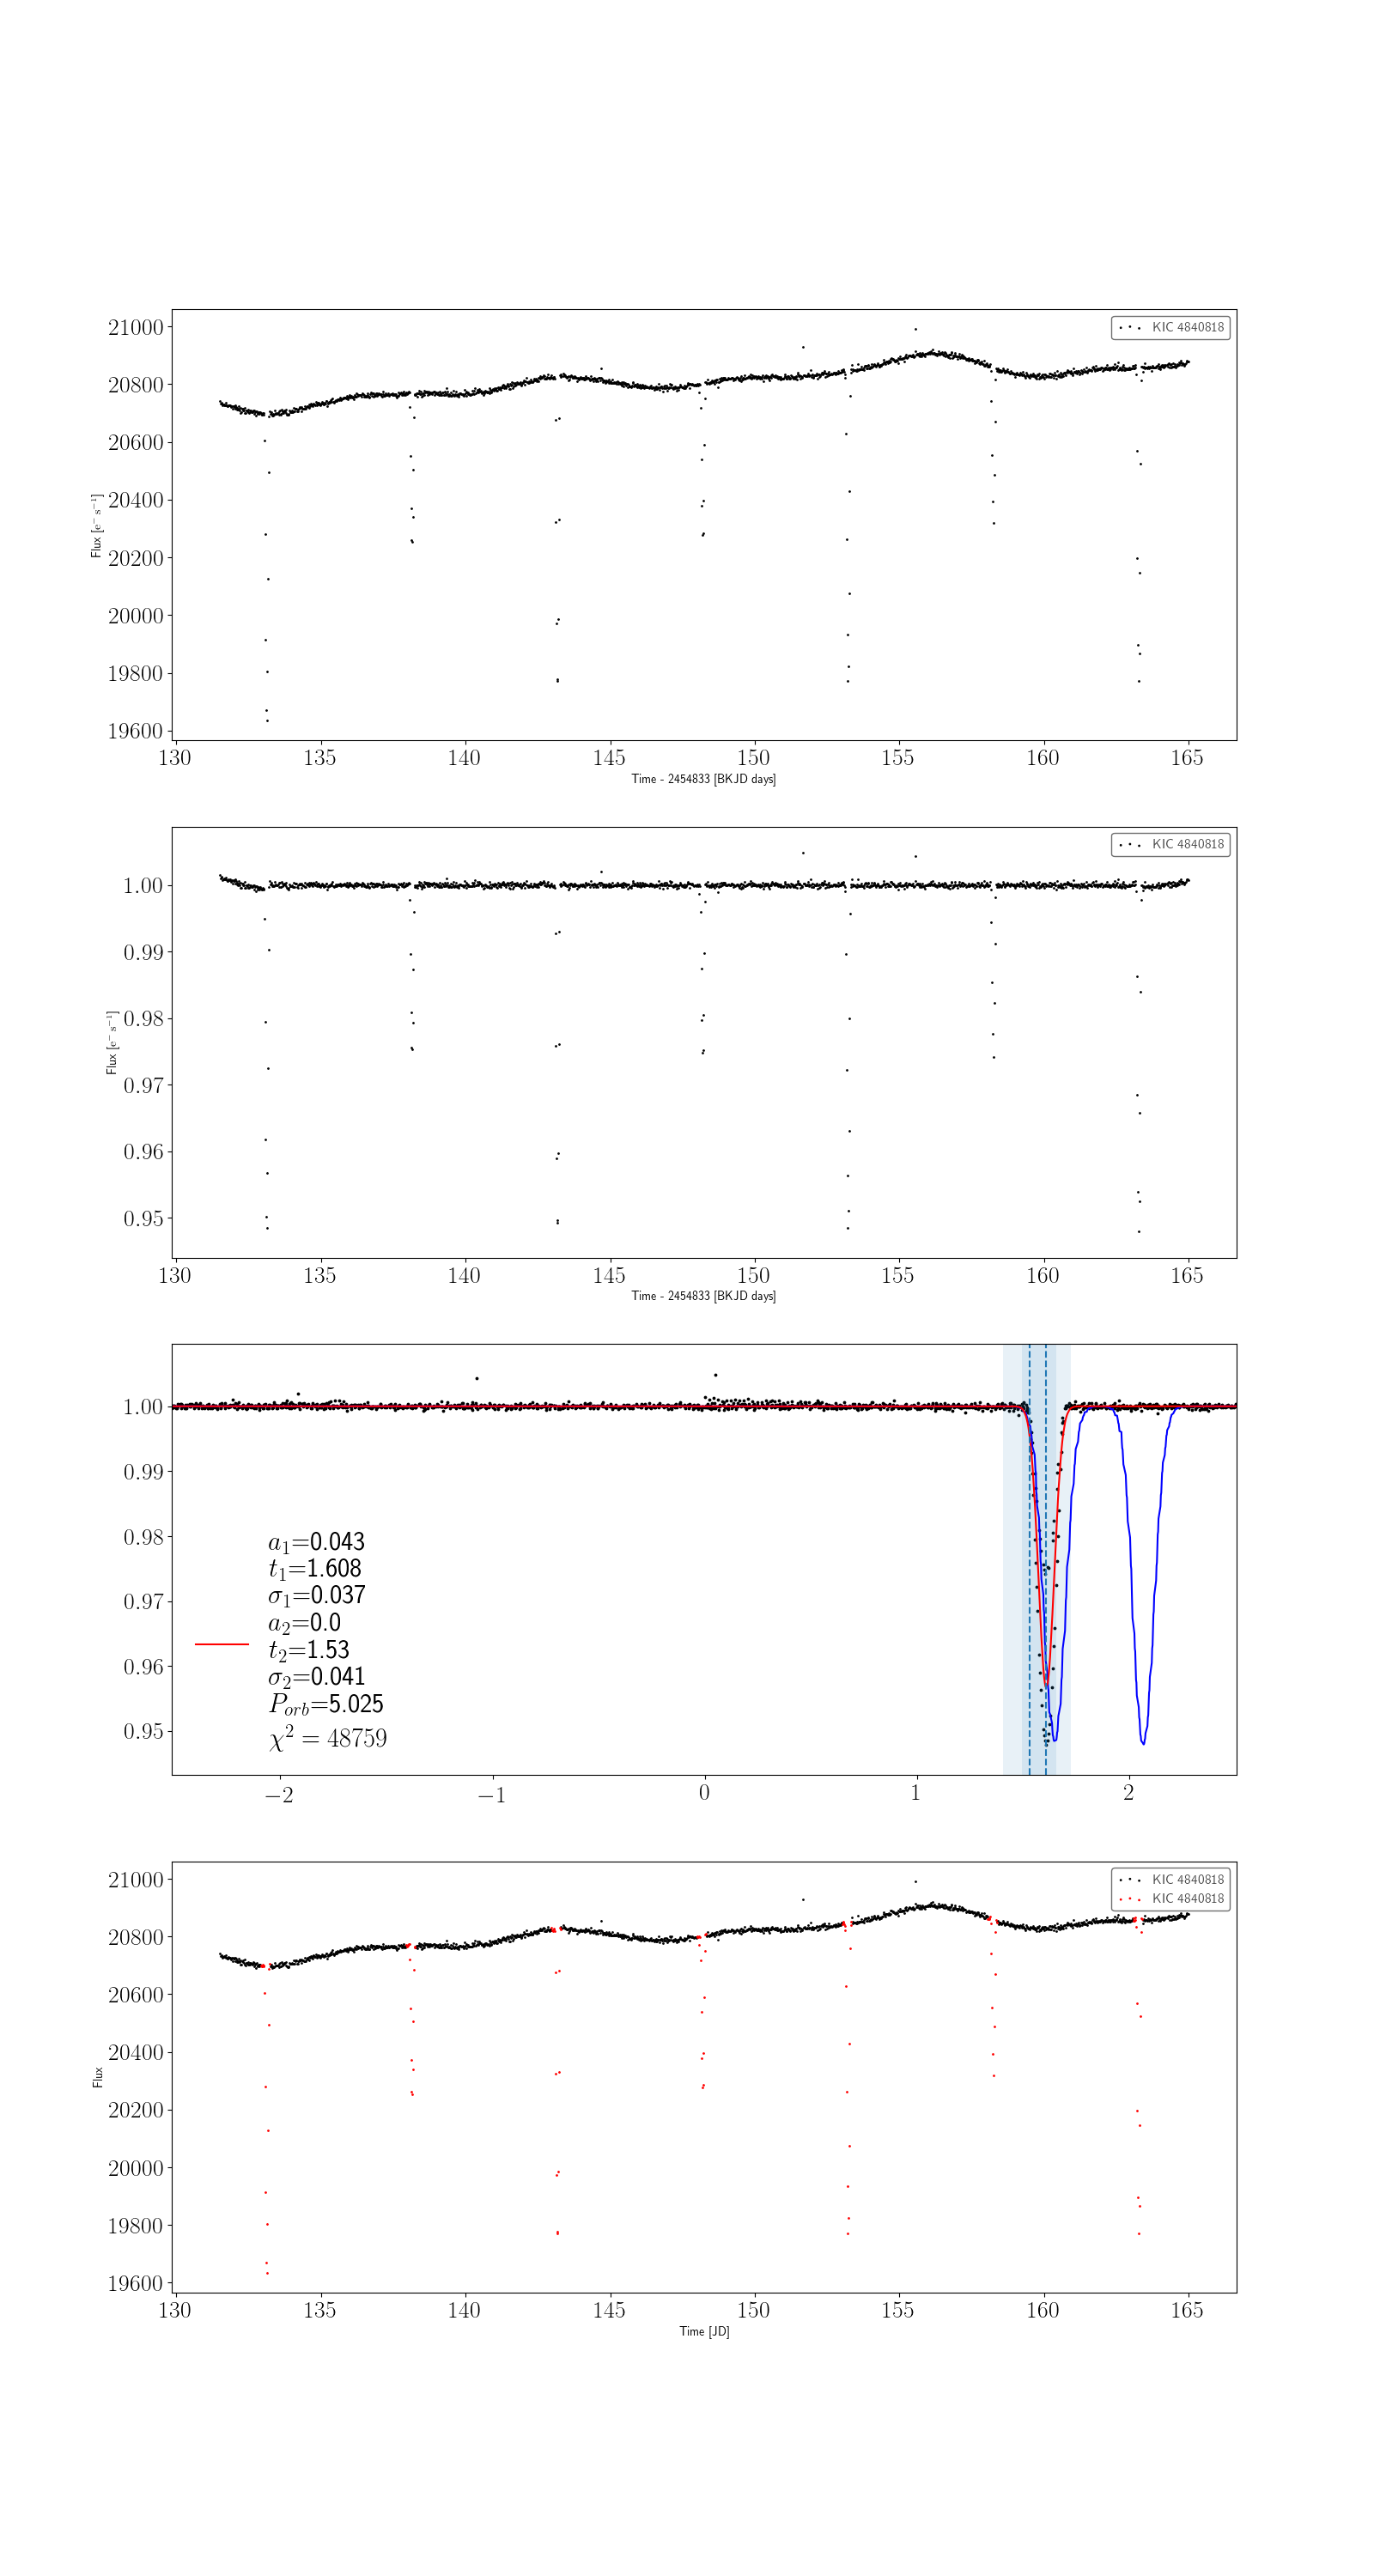 21000
20800
20600
20400
20200
20000
19800
19600
Flux [e⁻ s⁻¹]
KIC 4840818
130 135 140 145 150 155 160 165
Time - 2454833 [BKJD days]
1.00
0.99
0.98
0.97
0.96
0.95
Flux [e⁻ s⁻¹]
KIC 4840818
130 135 140 145 150 155 160 165
Time - 2454833 [BKJD days]
1.00
0.99
0.98
0.97
0.96
0.95
a₁=0.043
t₁=1.608
σ₁=0.037
a₂=0.0
t₂=1.53
σ₂=0.041
P_orb=5.025
χ² = 48759
−2 −1 0 1 2
21000
20800
20600
20400
20200
20000
19800
19600
Flux
KIC 4840818
KIC 4840818
130 135 140 145 150 155 160 165
Time [JD]